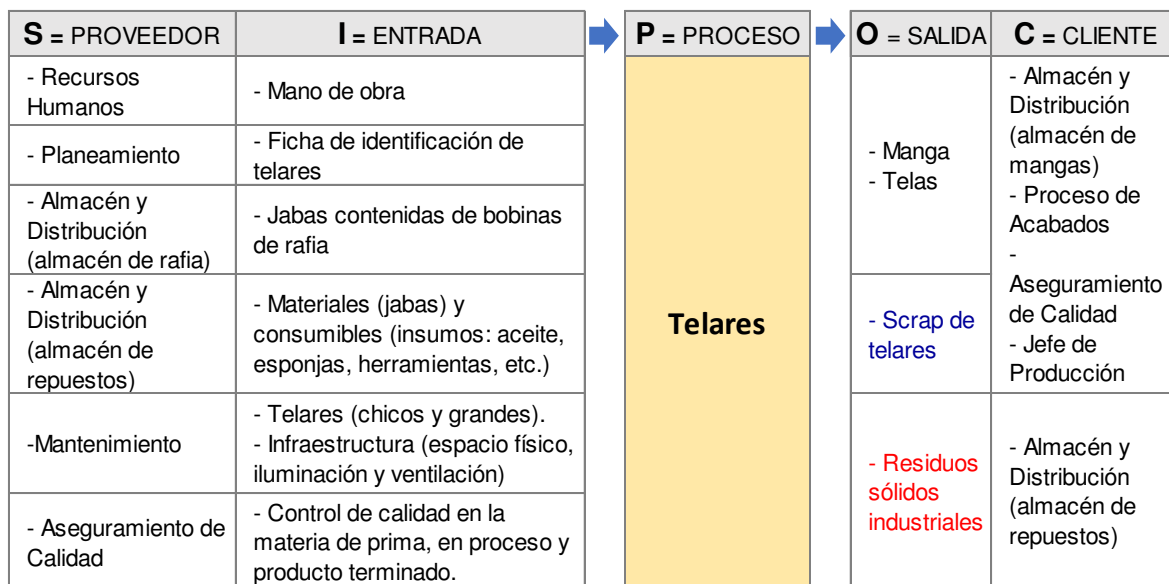 S = PROVEEDOR
I = ENTRADA
P = PROCESO
O = SALIDA
C = CLIENTE
- Recursos
Humanos
- Mano de obra
- Planeamiento
- Ficha de identificación de
telares
- Almacén y
Distribución
(almacén de rafia)
- Jabas contenidas de bobinas
de rafia
- Almacén y
Distribución
(almacén de
repuestos)
- Materiales (jabas) y
consumibles (insumos: aceite,
esponjas, herramientas, etc.)
-Mantenimiento
- Telares (chicos y grandes).
- Infraestructura (espacio físico,
iluminación y ventilación)
- Aseguramiento de
Calidad
- Control de calidad en la
materia de prima, en proceso y
producto terminado.
Telares
- Manga
- Telas
- Scrap de
telares
- Residuos
sólidos
industriales
- Almacén y
Distribución
(almacén de
mangas)
- Proceso de
Acabados
-
Aseguramiento
de Calidad
- Jefe de
Producción
- Almacén y
Distribución
(almacén de
repuestos)